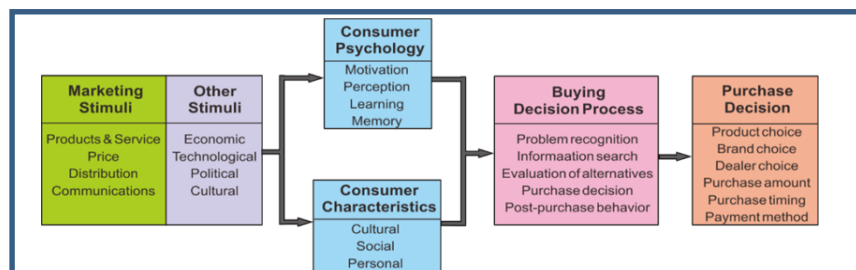 Marketing
Stimuli
Products & Service
Price
Distribution
Communications
Other
Stimuli
Economic
Technological
Political
Cultural
Consumer
Psychology
Motivation
Perception
Learning
Memory
Consumer
Characteristics
Cultural
Social
Personal
Buying
Decision Process
Problem recognition
Informaation search
Evaluation of alternatives
Purchase decision
Post-purchase behavior
Purchase
Decision
Product choice
Brand choice
Dealer choice
Purchase amount
Purchase timing
Payment method